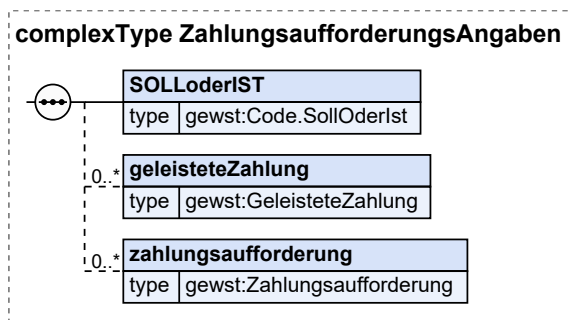 complexType ZahlungsaufforderungsAngaben
SOLLoderIST
type gewst:Code.SollOderIst
0..* geleisteteZahlung
type gewst:GeleisteteZahlung
0..* zahlungsaufforderung
type gewst:Zahlungsaufforderung